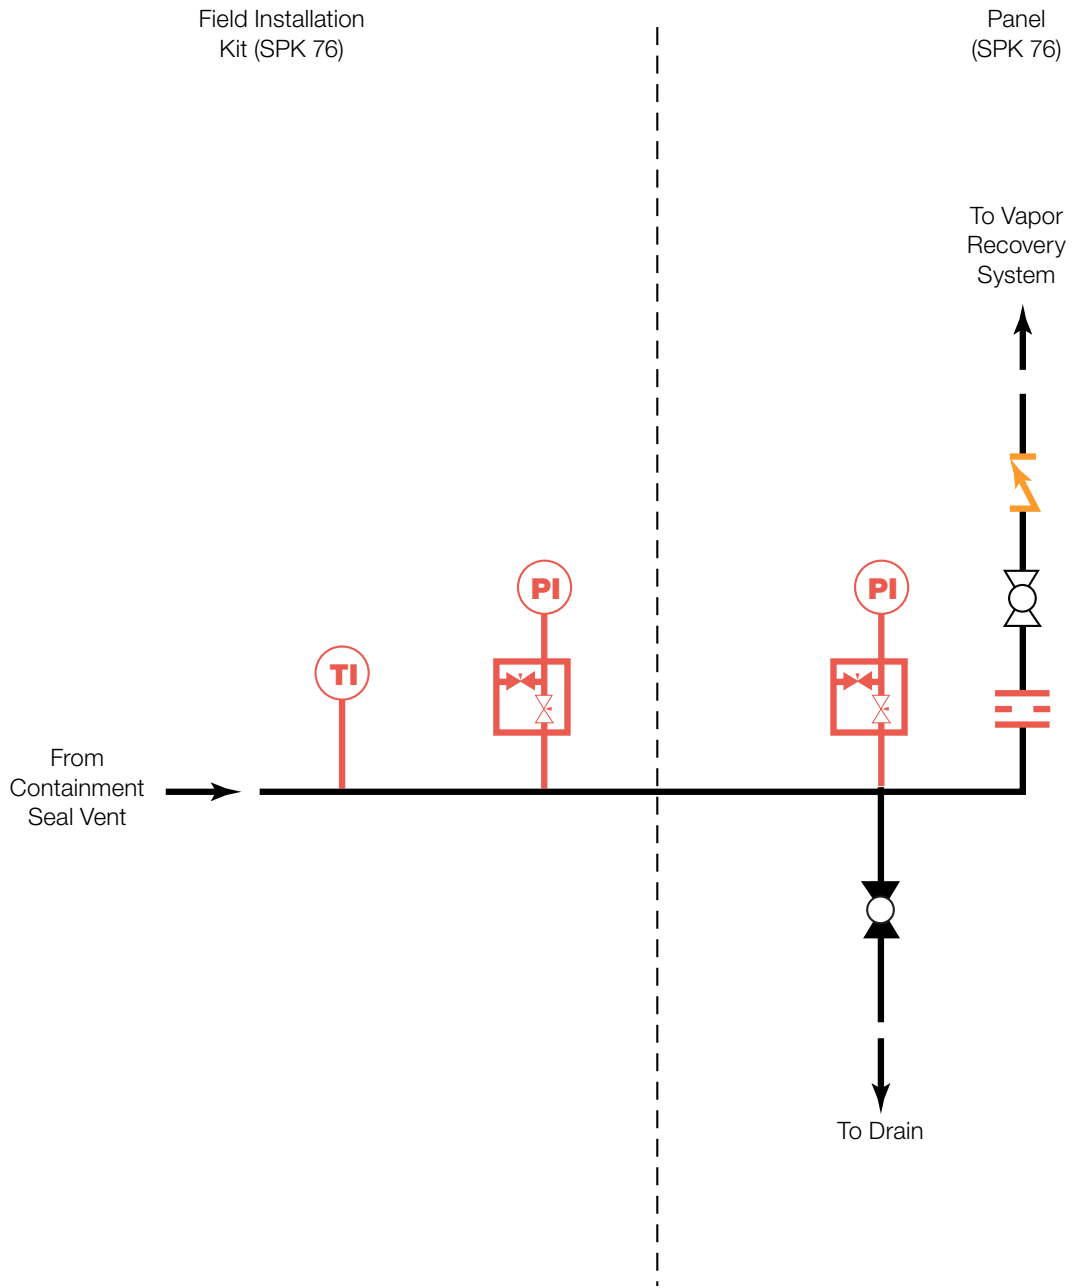 Field Installation
Kit (SPK 76)
Panel
(SPK 76)
To Vapor
Recovery
System
PI
PI
TI
From
Containment
Seal Vent
To Drain